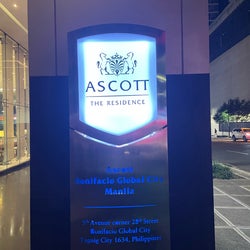 ASCOTT
THE RESIDENCE
Ascott
Bonifacio Global City
Manila
5th Avenue corner 28th Street
Bonifacio Global City
Taguig City 1634, Philippines